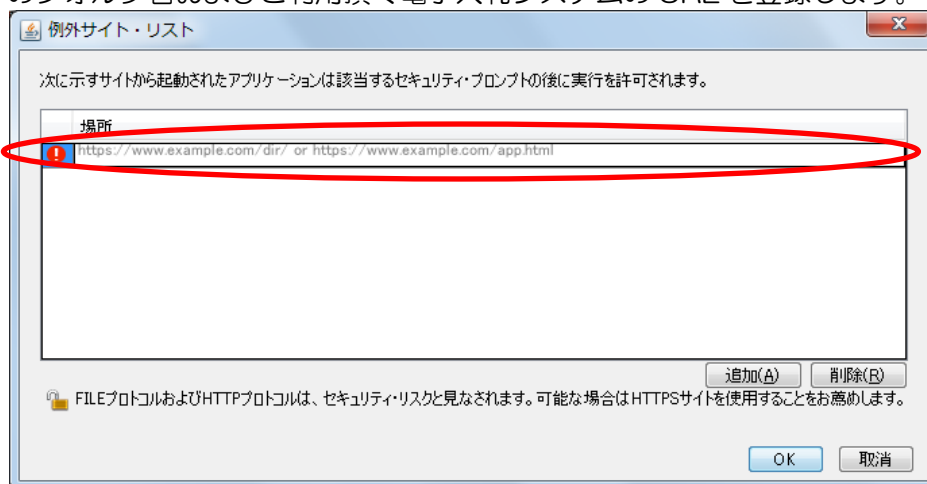 例外サイト・リスト
次に示すサイトから起動されたアプリケーションは該当するセキュリティ・プロンプトの後に実行を許可されます。
場所
https://www.example.com/dir/ or https://www.example.com/app.html
追加(A) 削除(R)
FILEプロトコルおよびHTTPプロトコルは、セキュリティ・リスクと見なされます。可能な場合はHTTPSサイトを使用することをお薦めします。
OK 取消